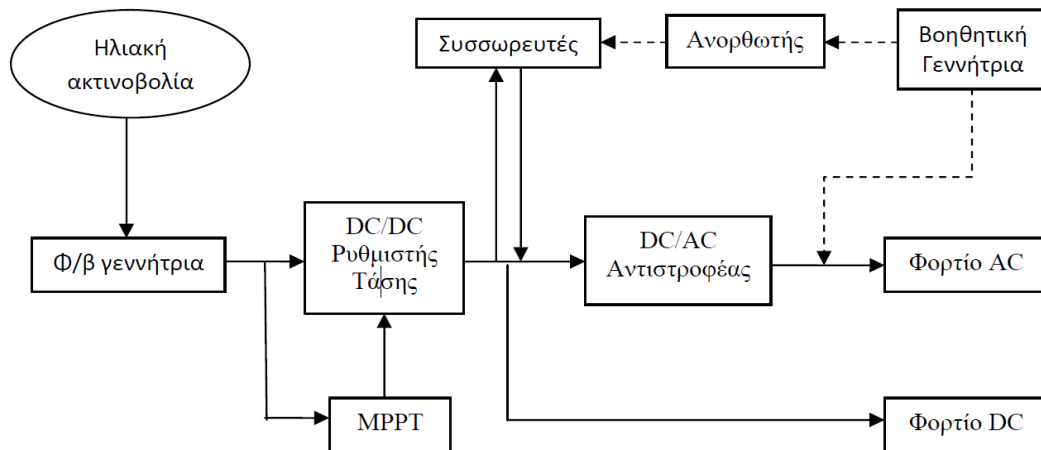 Ηλιακή
ακτινοβολία
Συσσωρευτές
Ανορθωτής
Βοηθητική
Γεννήτρια
Φ/β γεννήτρια
DC/DC
Ρυθμιστής
Τάσης
DC/AC
Αντιστροφέας
Φορτίο AC
MPPT
Φορτίο DC